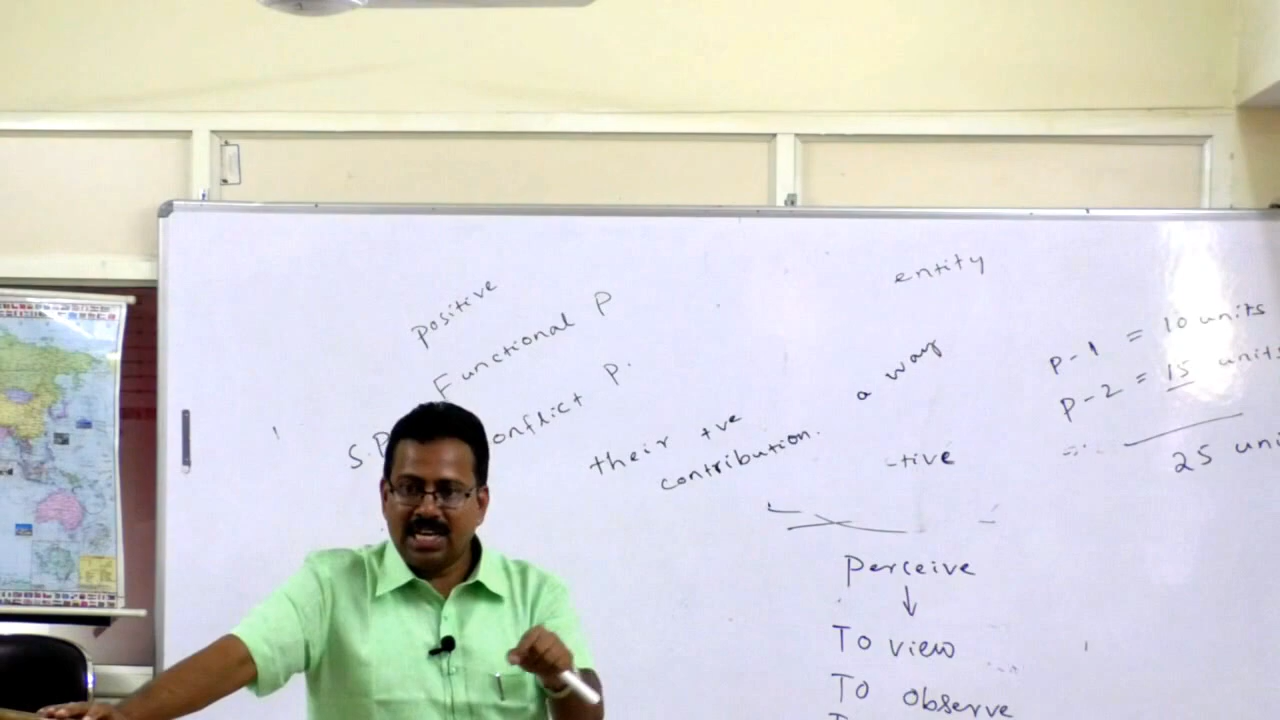 positive
Functional P
S.P
onflict P.
their +ve
contribution.
entity
a way
-tive
Perceive
↓
To view
To observe
P-1 = 10 units
P-2 = 15 units
25 uni